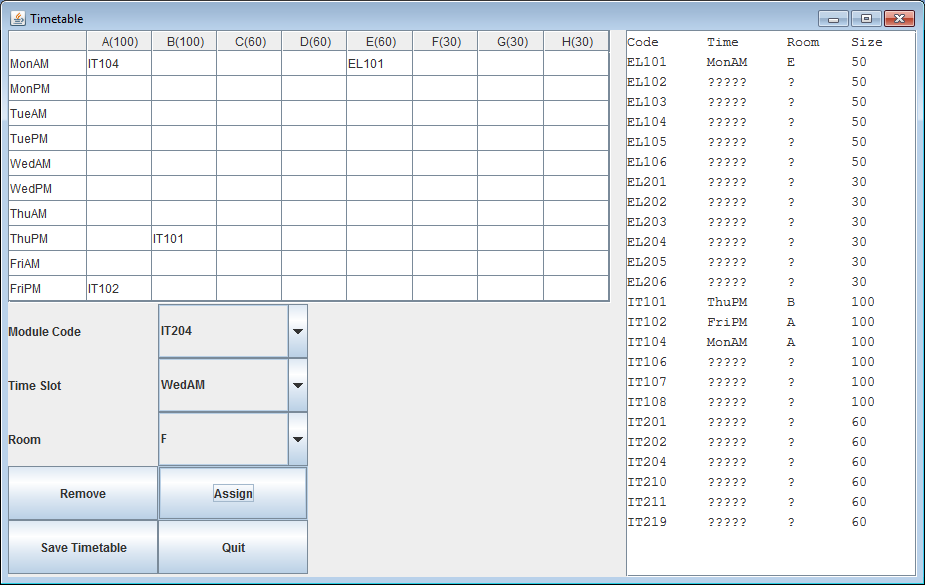 Timetable
A(100) B(100) C(60) D(60) E(60) F(30) G(30) H(30)
MonAM IT104 EL101
MonPM
TueAM
TuePM
WedAM
WedPM
ThuAM
ThuPM IT101
FriAM
FriPM IT102
Module Code IT204
Time Slot WedAM
Room F
Remove Assign
Save Timetable Quit
Code Time Room Size
EL101 MonAM E 50
EL102 ????? ? 50
EL103 ????? ? 50
EL104 ????? ? 50
EL105 ????? ? 50
EL106 ????? ? 50
EL201 ????? ? 30
EL202 ????? ? 30
EL203 ????? ? 30
EL204 ????? ? 30
EL205 ????? ? 30
EL206 ????? ? 30
IT101 ThuPM B 100
IT102 FriPM A 100
IT104 MonAM A 100
IT106 ????? ? 100
IT107 ????? ? 100
IT108 ????? ? 100
IT201 ????? ? 60
IT202 ????? ? 60
IT204 ????? ? 60
IT210 ????? ? 60
IT211 ????? ? 60
IT219 ????? ? 60